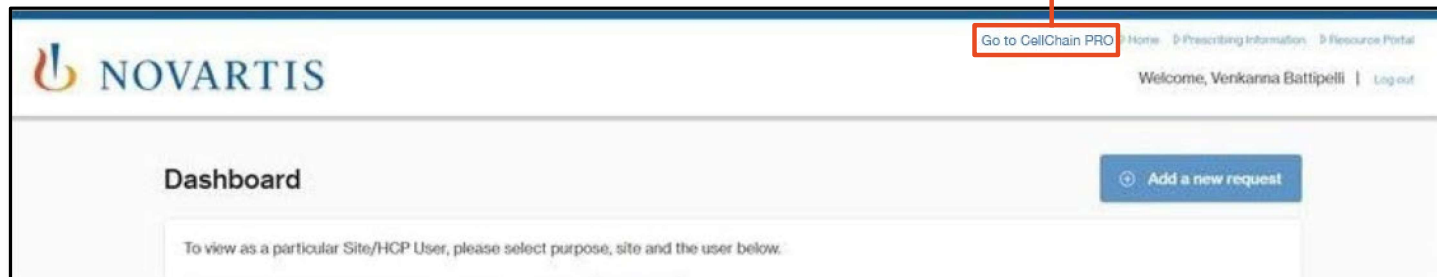 Go to CellChain PRO Home Prescribing Information Resource Portal
NOVARTIS
Welcome, Venkanna Battipelli | Log out
Dashboard
Add a new request
To view as a particular Site/HCP User, please select purpose, site and the user below.